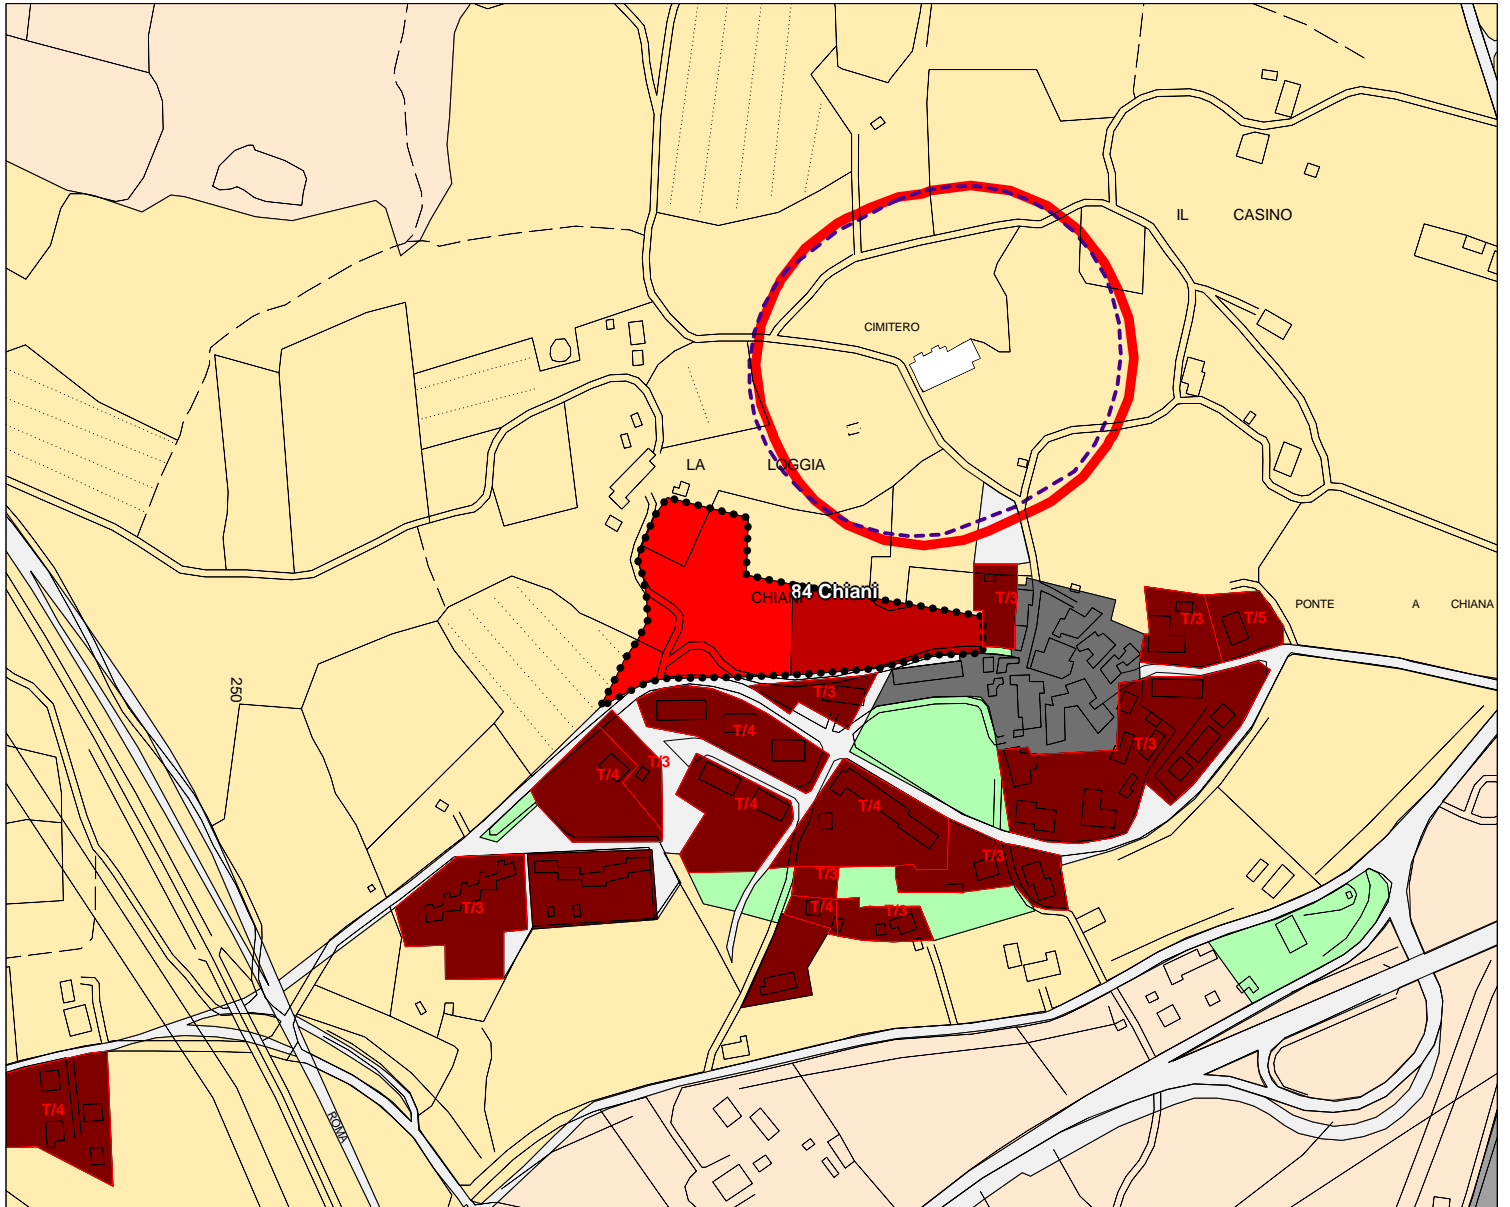 IL CASINO
CIMITERO
LA LOGGIA
84 Chiani
CHIANI
T/3
T/3
T/5
PONTE A CHIANA
250
T/3
T/4
T/3
T/3
T/4
T/4
T/4
T/3
T/3
T/3
T/4
T/3
T/4
ROMA